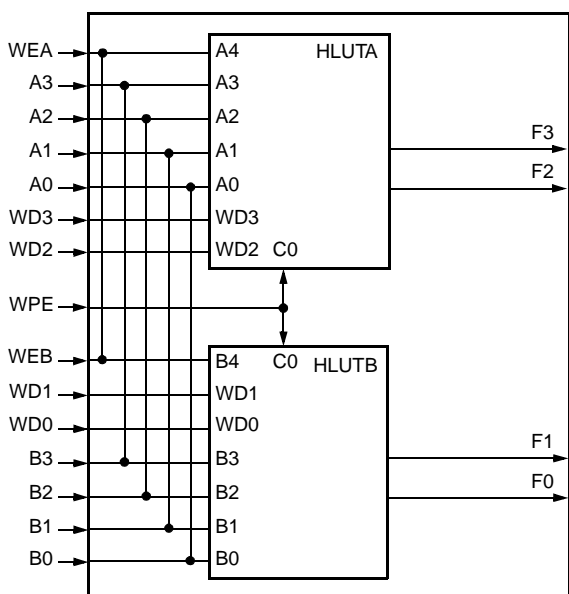 WEA A4 HLUTA
A3 A3
A2 A2
F3
A1 A1
F2
A0 A0
WD3 WD3
WD2 WD2 C0
WPE
WEB B4 C0 HLUTB
WD1 WD1
WD0 WD0
F1
B3 B3
F0
B2 B2
B1 B1
B0 B0